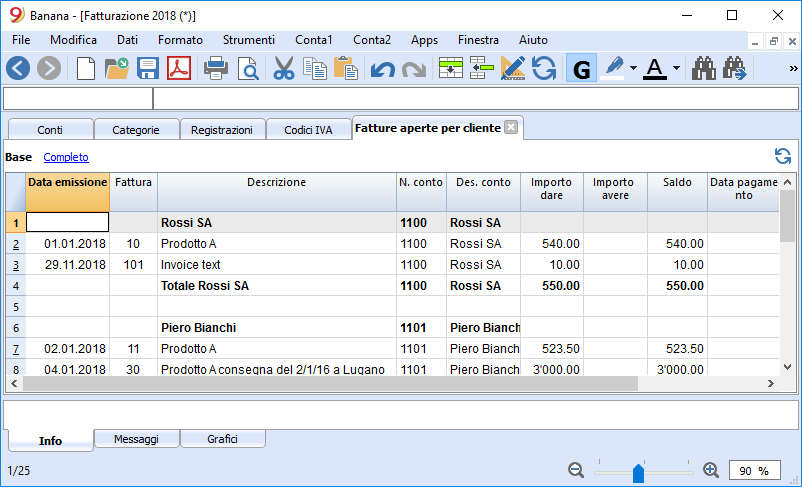 Banana - [Fatturazione 2018 (*)]
File Modifica Dati Formato Strumenti Conta1 Conta2 Apps Finestra Aiuto
G A »
Conti Categorie Registrazioni Codici IVA Fatture aperte per cliente
Base Completo
Data emissione Fattura Descrizione N. conto Des. conto Importo dare Importo avere Saldo Data pagamento
1 Rossi SA 1100 Rossi SA
2 01.01.2018 10 Prodotto A 1100 Rossi SA 540.00 540.00
3 29.11.2018 101 Invoice text 1100 Rossi SA 10.00 10.00
4 Totale Rossi SA 1100 Rossi SA 550.00 550.00
5
6 Piero Bianchi 1101 Piero Bianch
7 02.01.2018 11 Prodotto A 1101 Piero Bianch 523.50 523.50
8 04.01.2018 30 Prodotto A consegna del 2/1/16 a Lugano 1101 Piero Bianch 3'000.00 3'000.00
Info Messaggi Grafici
1/25 90 %